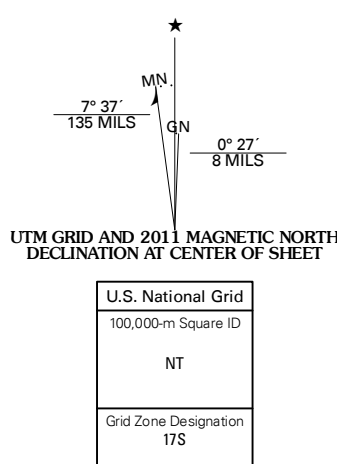 MN.
7° 37´
135 MILS
GN
0° 27´
8 MILS
UTM GRID AND 2011 MAGNETIC NORTH
DECLINATION AT CENTER OF SHEET
U.S. National Grid
100,000-m Square ID
NT
Grid Zone Designation
17S